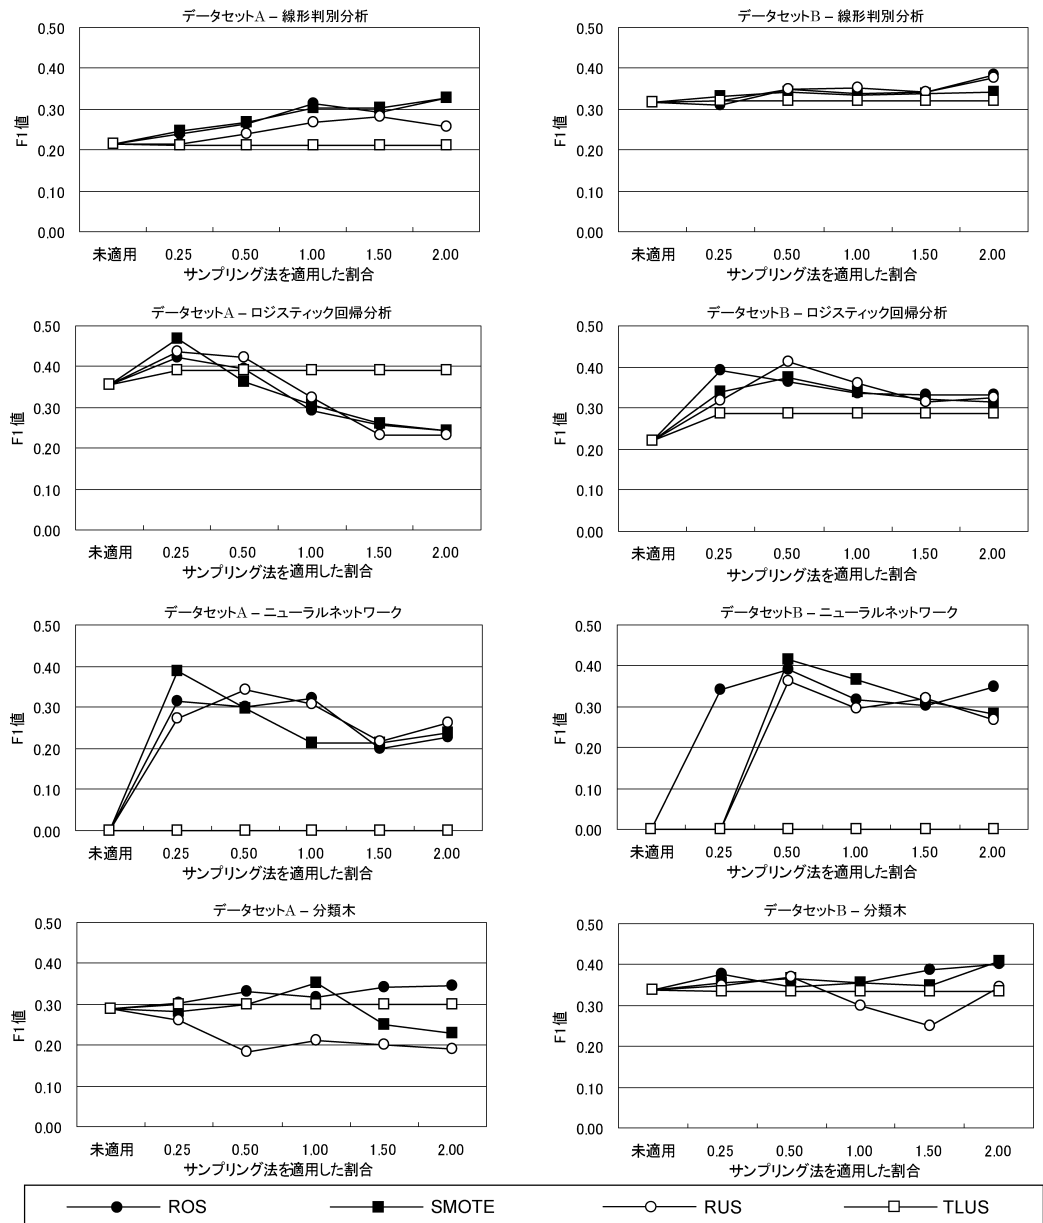 データセットA – 線形判別分析
0.50
0.40
0.30
0.20
0.10
0.00
F1値
未適用 0.25 0.50 1.00 1.50 2.00
サンプリング法を適用した割合
データセットB – 線形判別分析
0.50
0.40
0.30
0.20
0.10
0.00
F1値
未適用 0.25 0.50 1.00 1.50 2.00
サンプリング法を適用した割合
データセットA – ロジスティック回帰分析
0.50
0.40
0.30
0.20
0.10
0.00
F1値
未適用 0.25 0.50 1.00 1.50 2.00
サンプリング法を適用した割合
データセットB – ロジスティック回帰分析
0.50
0.40
0.30
0.20
0.10
0.00
F1値
未適用 0.25 0.50 1.00 1.50 2.00
サンプリング法を適用した割合
データセットA – ニューラルネットワーク
0.50
0.40
0.30
0.20
0.10
0.00
F1値
未適用 0.25 0.50 1.00 1.50 2.00
サンプリング法を適用した割合
データセットB – ニューラルネットワーク
0.50
0.40
0.30
0.20
0.10
0.00
F1値
未適用 0.25 0.50 1.00 1.50 2.00
サンプリング法を適用した割合
データセットA – 分類木
0.50
0.40
0.30
0.20
0.10
0.00
F1値
未適用 0.25 0.50 1.00 1.50 2.00
サンプリング法を適用した割合
データセットB – 分類木
0.50
0.40
0.30
0.20
0.10
0.00
F1値
未適用 0.25 0.50 1.00 1.50 2.00
サンプリング法を適用した割合
ROS SMOTE RUS TLUS